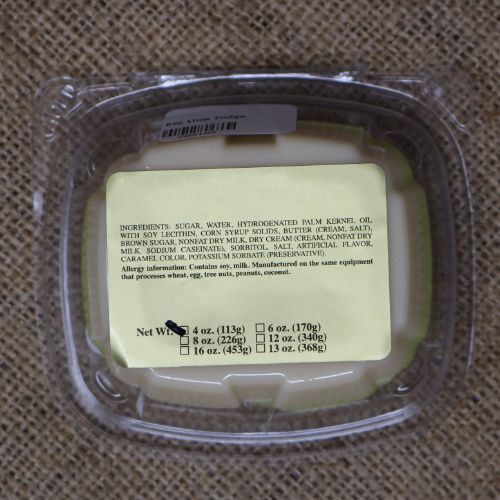 Key Lime Fudge
INGREDIENTS: SUGAR, WATER, HYDROGENATED PALM KERNEL OIL
WITH SOY LECITHIN, CORN SYRUP SOLIDS, BUTTER (CREAM, SALT),
BROWN SUGAR, NONFAT DRY MILK, DRY CREAM (CREAM, NONFAT DRY
MILK, SODIUM CASEINATE), SORBITOL, SALT, ARTIFICIAL FLAVOR,
CARAMEL COLOR, POTASSIUM SORBATE (PRESERVATIVE).
Allergy information: Contains soy, milk. Manufactured on the same equipment
that processes wheat, egg, tree nuts, peanuts, coconut.
Net Wt. 4 oz. (113g) 6 oz. (170g)
8 oz. (226g) 12 oz. (340g)
16 oz. (453g) 13 oz. (368g)